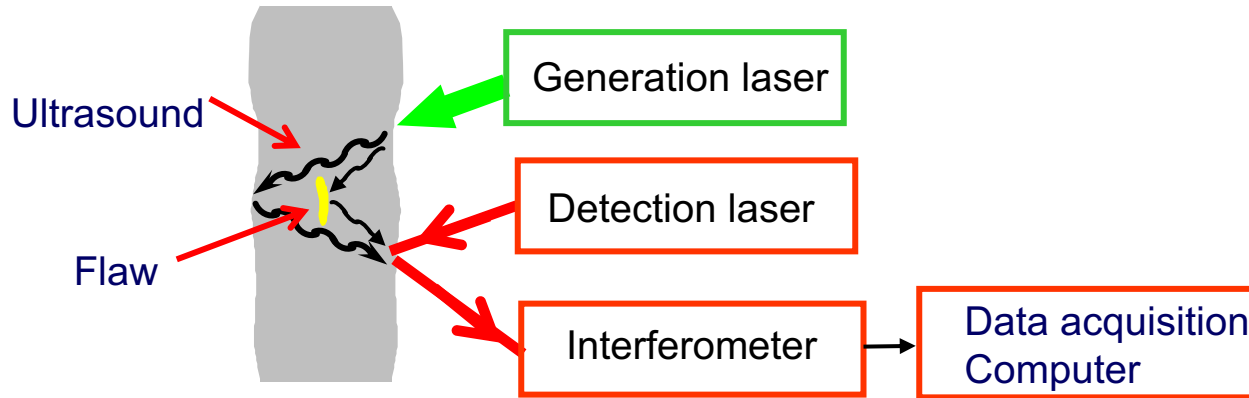 Generation laser
Ultrasound
Detection laser
Flaw
Interferometer
Data acquisition
Computer